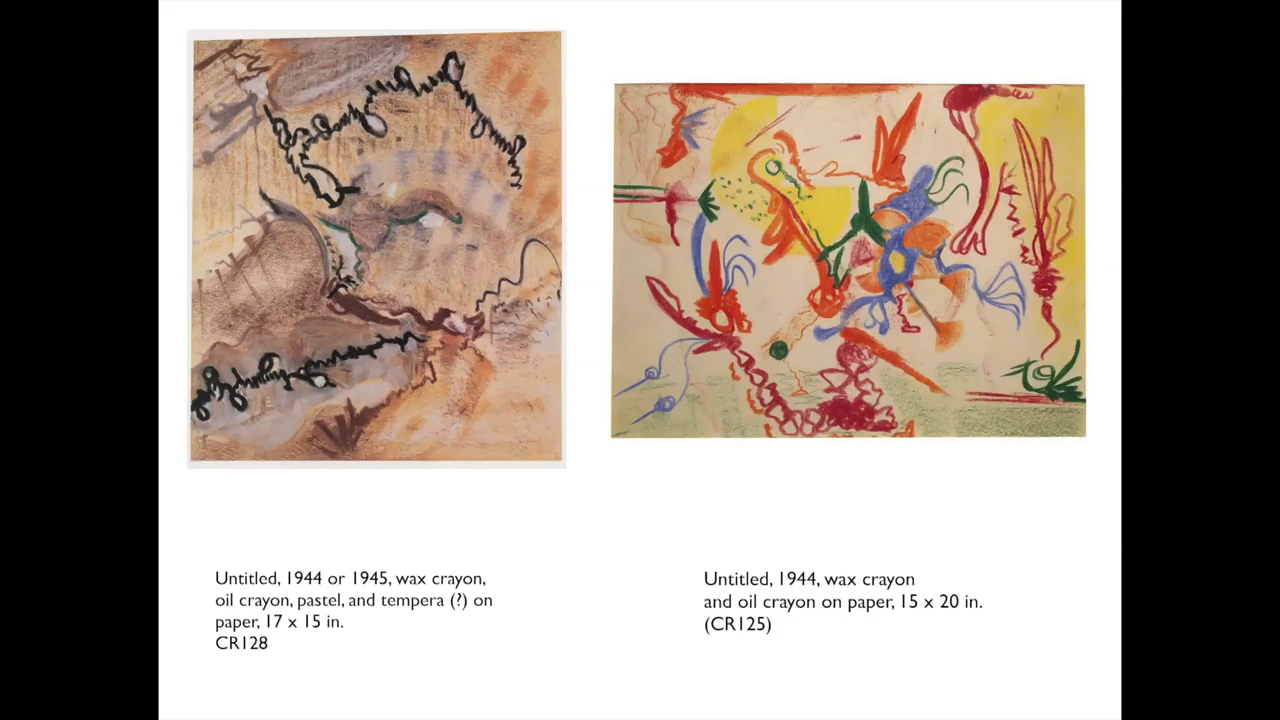 Untitled, 1944 or 1945, wax crayon,
oil crayon, pastel, and tempera (?) on
paper, 17 x 15 in.
CR128
Untitled, 1944, wax crayon
and oil crayon on paper, 15 x 20 in.
(CR125)